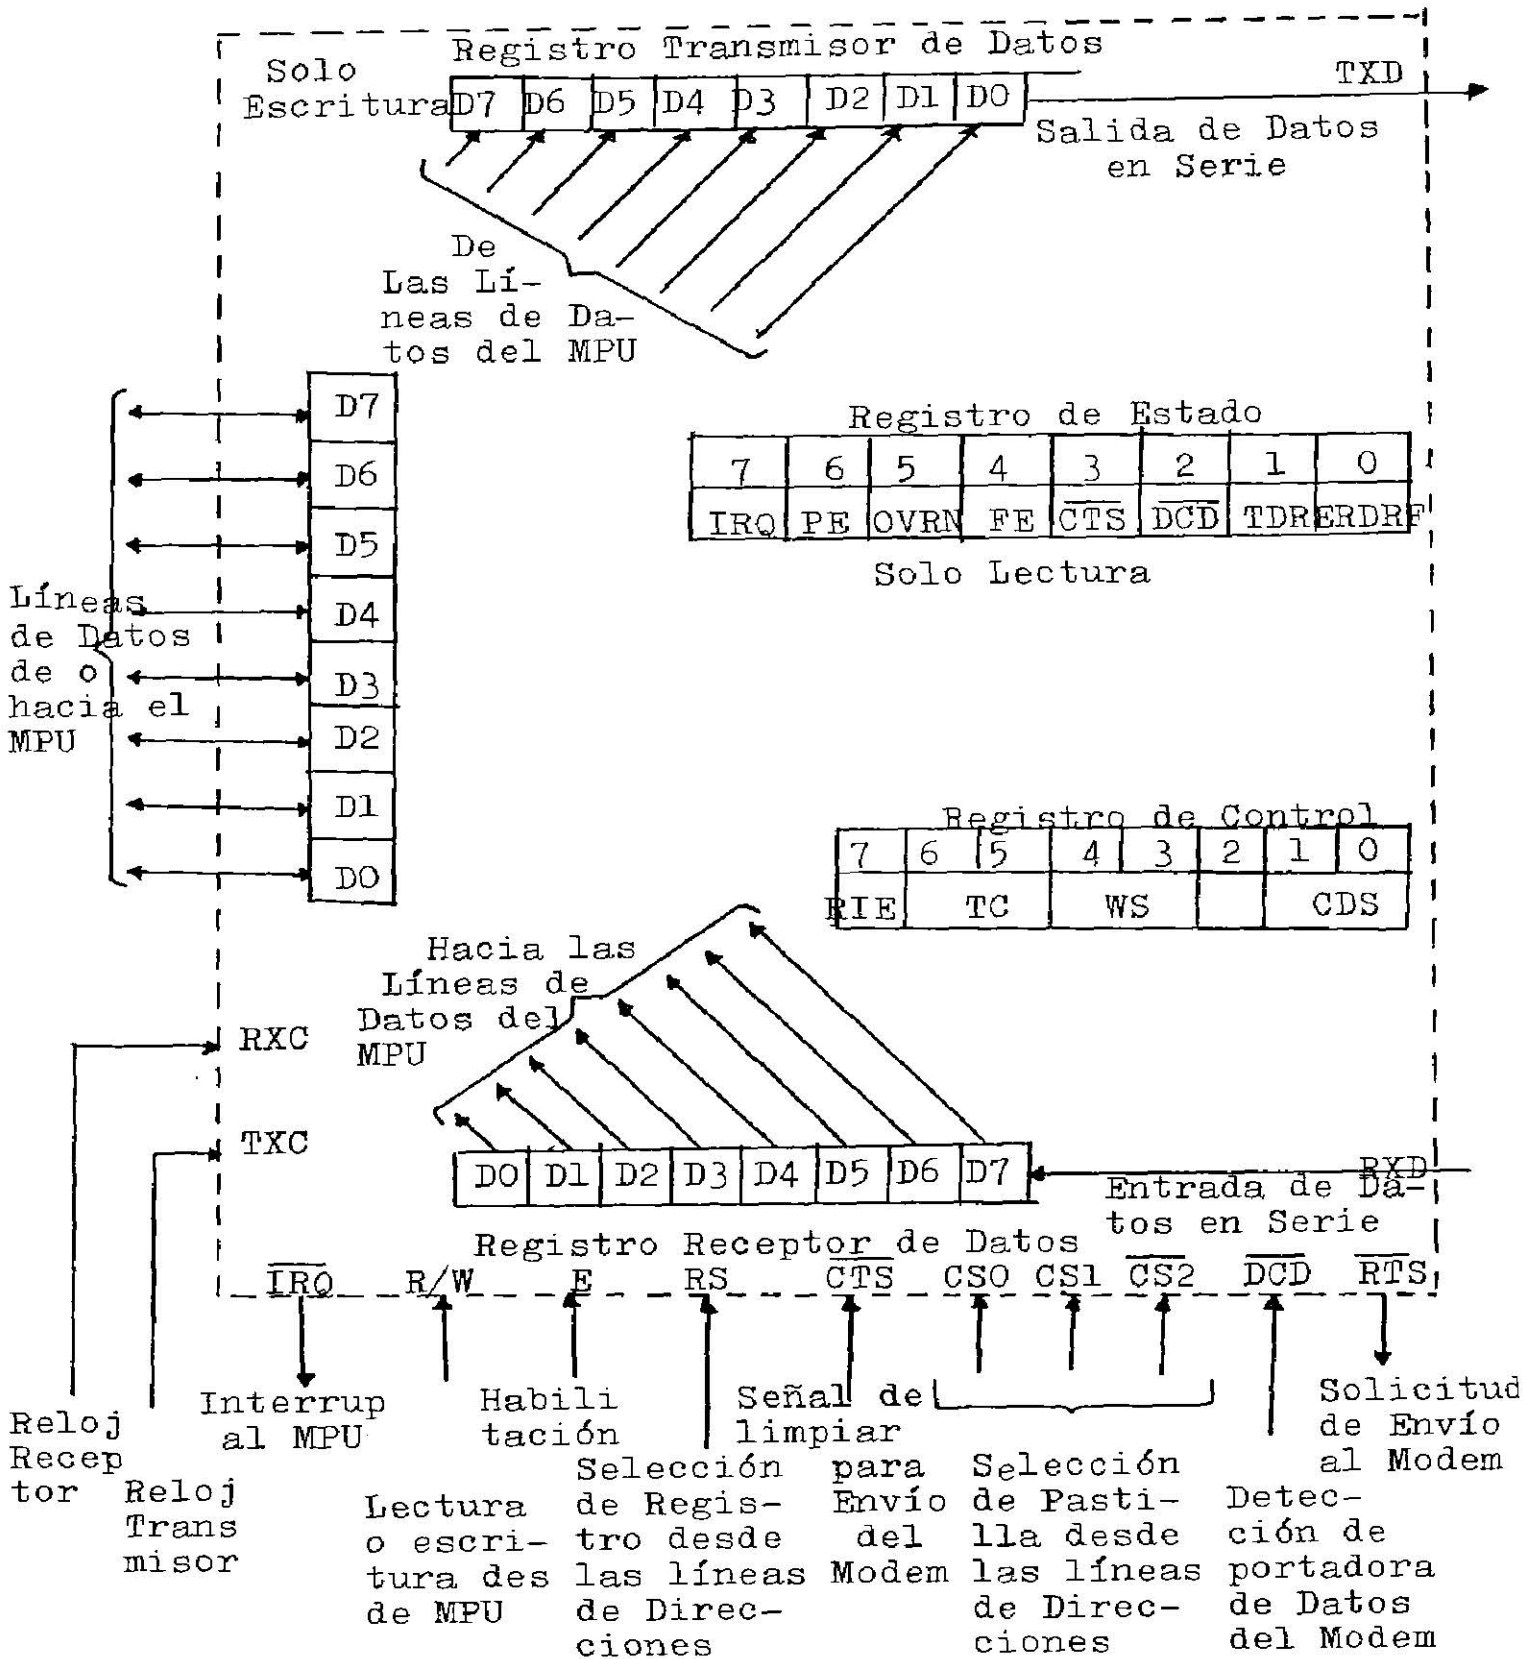 Registro Transmisor de Datos
Solo
Escritura
D7 D6 D5 D4 D3 D2 D1 D0
TXD
Salida de Datos
en Serie
De
Las Lí-
neas de Da-
tos del MPU
D7
D6
D5
D4
D3
D2
D1
D0
Líneas
de Datos
de o
hacia el
MPU
Registro de Estado
7 6 5 4 3 2 1 0
IRQ PE OVRN FE C̅T̅S̅ D̅C̅D̅ TDRE RDRF
Solo Lectura
Registro de Control
7 6 5 4 3 2 1 0
RIE TC WS CDS
Hacia las
Líneas de
Datos del
MPU
RXC
TXC
D0 D1 D2 D3 D4 D5 D6 D7
RXD
Entrada de Da-
tos en Serie
Registro Receptor de Datos
I̅R̅Q̅ R/W E RS C̅T̅S̅ CS0 CS1 C̅S̅2̅ D̅C̅D̅ R̅T̅S̅
Reloj
Recep
tor
Reloj
Trans
misor
Interrup
al MPU
Lectura
o escri-
tura des
de MPU
Habili
tación
Selección
de Regis-
tro desde
las líneas
de Direc-
ciones
Señal de
limpiar
para
Envío
del
Modem
Selección
de Pasti-
lla desde
las líneas
de Direc-
ciones
Detec-
ción de
portadora
de Datos
del Modem
Solicitud
de Envío
al Modem